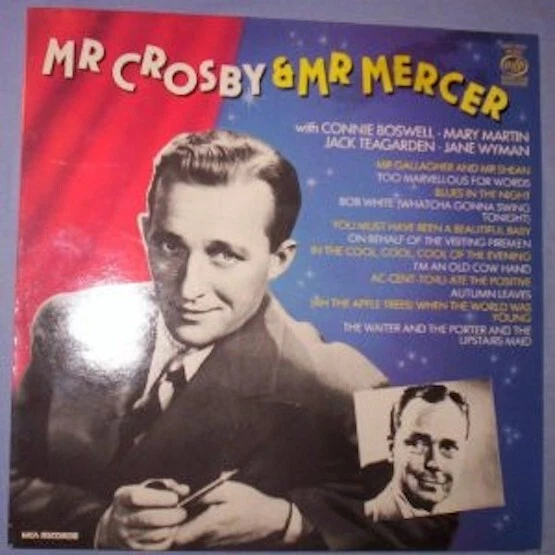 MR CROSBY & MR MERCER
mfp
with CONNIE BOSWELL · MARY MARTIN
JACK TEAGARDEN · JANE WYMAN
MR GALLAGHER AND MR SHEAN
TOO MARVELLOUS FOR WORDS
BLUES IN THE NIGHT
BOB WHITE (WHATCHA GONNA SWING
TONIGHT)
YOU MUST HAVE BEEN A BEAUTIFUL BABY
ON BEHALF OF THE VISITING FIREMEN
IN THE COOL, COOL, COOL OF THE EVENING
I'M AN OLD COW HAND
AC-CENT-TCHU-ATE THE POSITIVE
AUTUMN LEAVES
(AH THE APPLE TREES) WHEN THE WORLD WAS
YOUNG
THE WAITER AND THE PORTER AND THE
UPSTAIRS MAID
MCA RECORDS